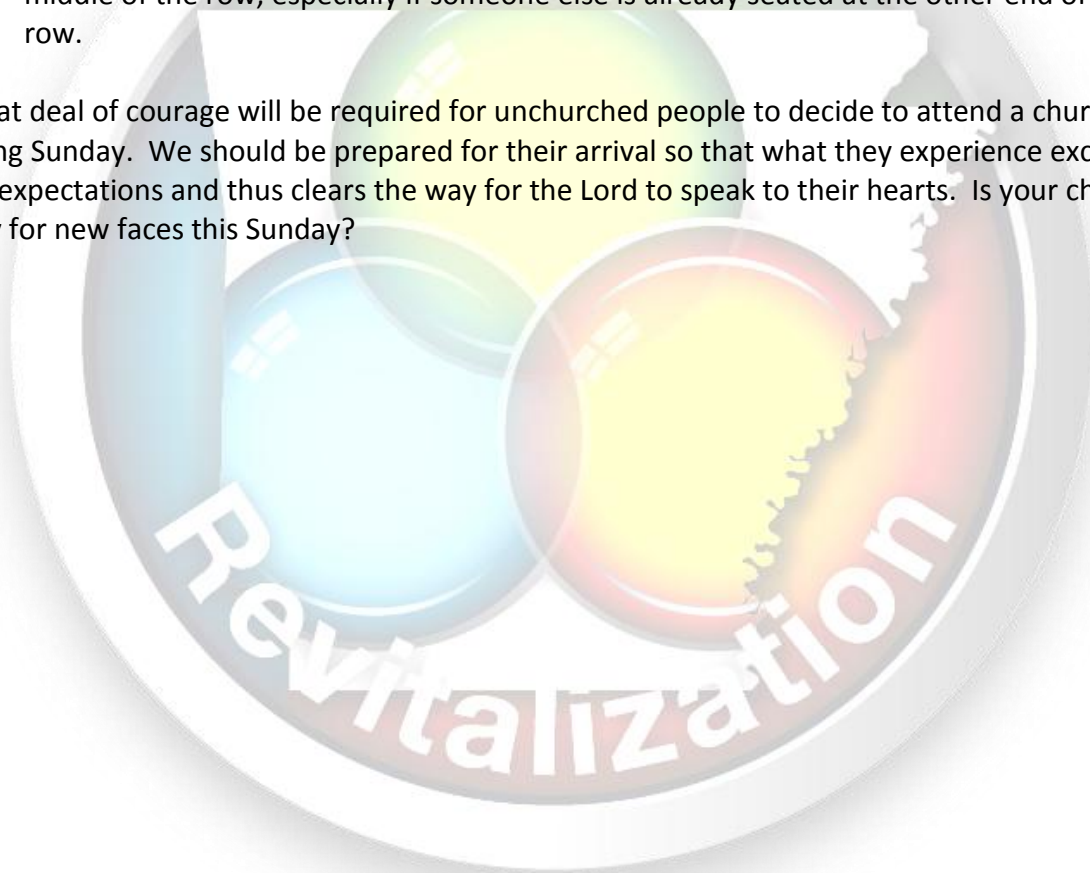 middle of the row, especially if someone else is already seated at the other end of
row.
at deal of courage will be required for unchurched people to decide to attend a chur
ng Sunday.  We should be prepared for their arrival so that what they experience exc
expectations and thus clears the way for the Lord to speak to their hearts.  Is your ch
for new faces this Sunday?
Revitalization